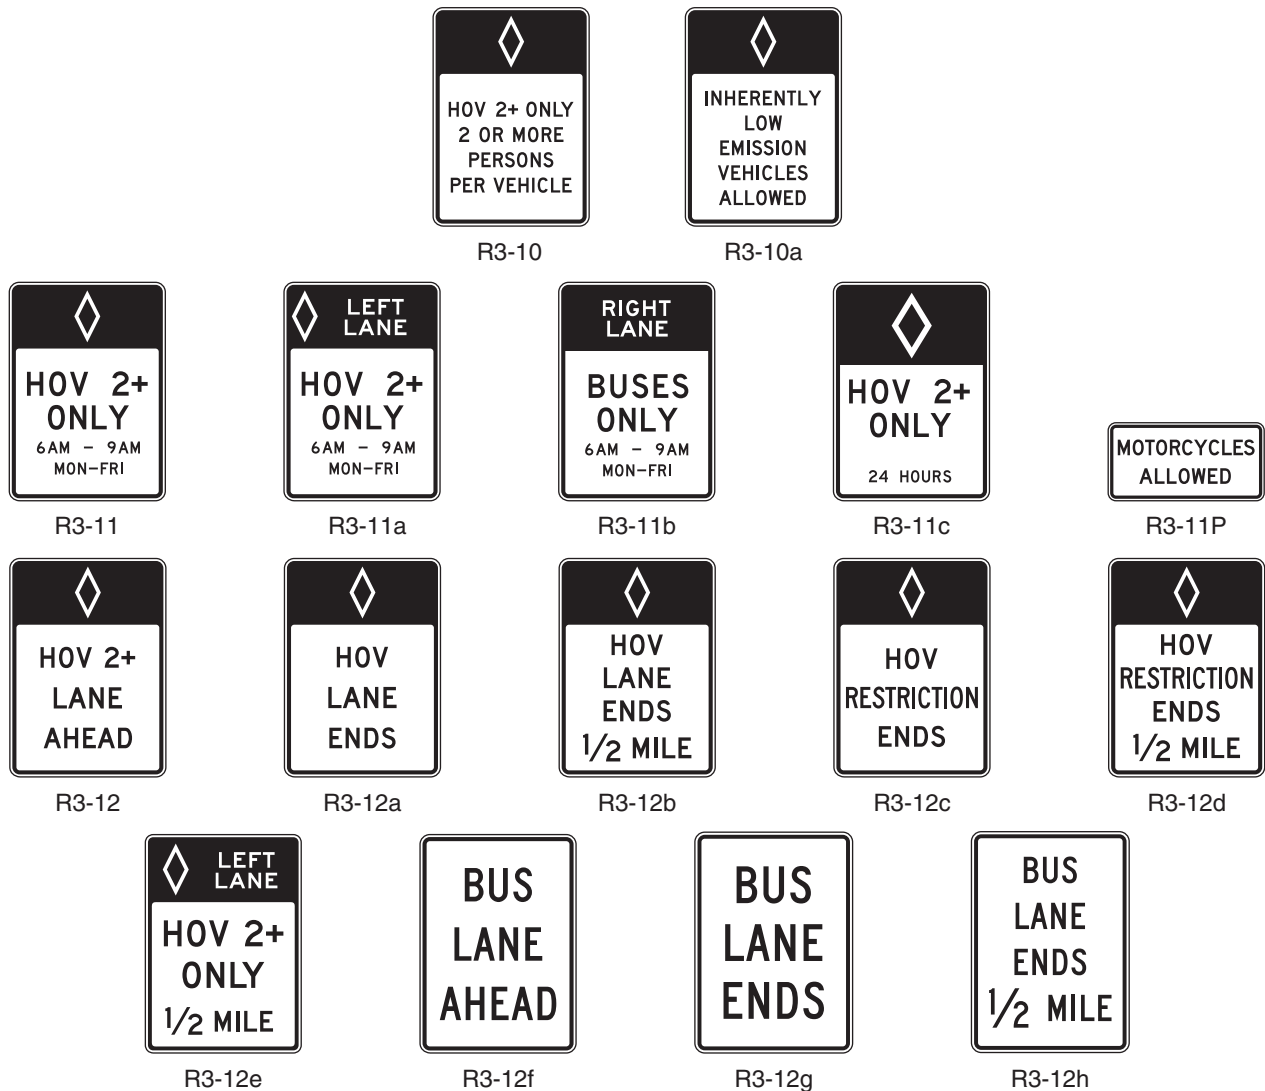 HOV 2+ ONLY
2 OR MORE
PERSONS
PER VEHICLE
R3-10
INHERENTLY
LOW
EMISSION
VEHICLES
ALLOWED
R3-10a
HOV 2+
ONLY
6AM – 9AM
MON–FRI
R3-11
LEFT
LANE
HOV 2+
ONLY
6AM – 9AM
MON–FRI
R3-11a
RIGHT
LANE
BUSES
ONLY
6AM – 9AM
MON–FRI
R3-11b
HOV 2+
ONLY
24 HOURS
R3-11c
MOTORCYCLES
ALLOWED
R3-11P
HOV 2+
LANE
AHEAD
R3-12
HOV
LANE
ENDS
R3-12a
HOV
LANE
ENDS
1/2 MILE
R3-12b
HOV
RESTRICTION
ENDS
R3-12c
HOV
RESTRICTION
ENDS
1/2 MILE
R3-12d
LEFT
LANE
HOV 2+
ONLY
1/2 MILE
R3-12e
BUS
LANE
AHEAD
R3-12f
BUS
LANE
ENDS
R3-12g
BUS
LANE
ENDS
1/2 MILE
R3-12h